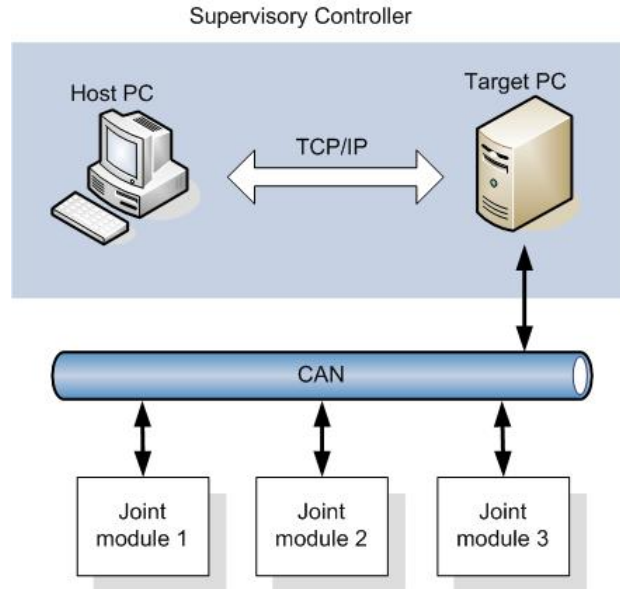 Supervisory Controller
Host PC
Target PC
TCP/IP
CAN
Joint
module 1
Joint
module 2
Joint
module 3